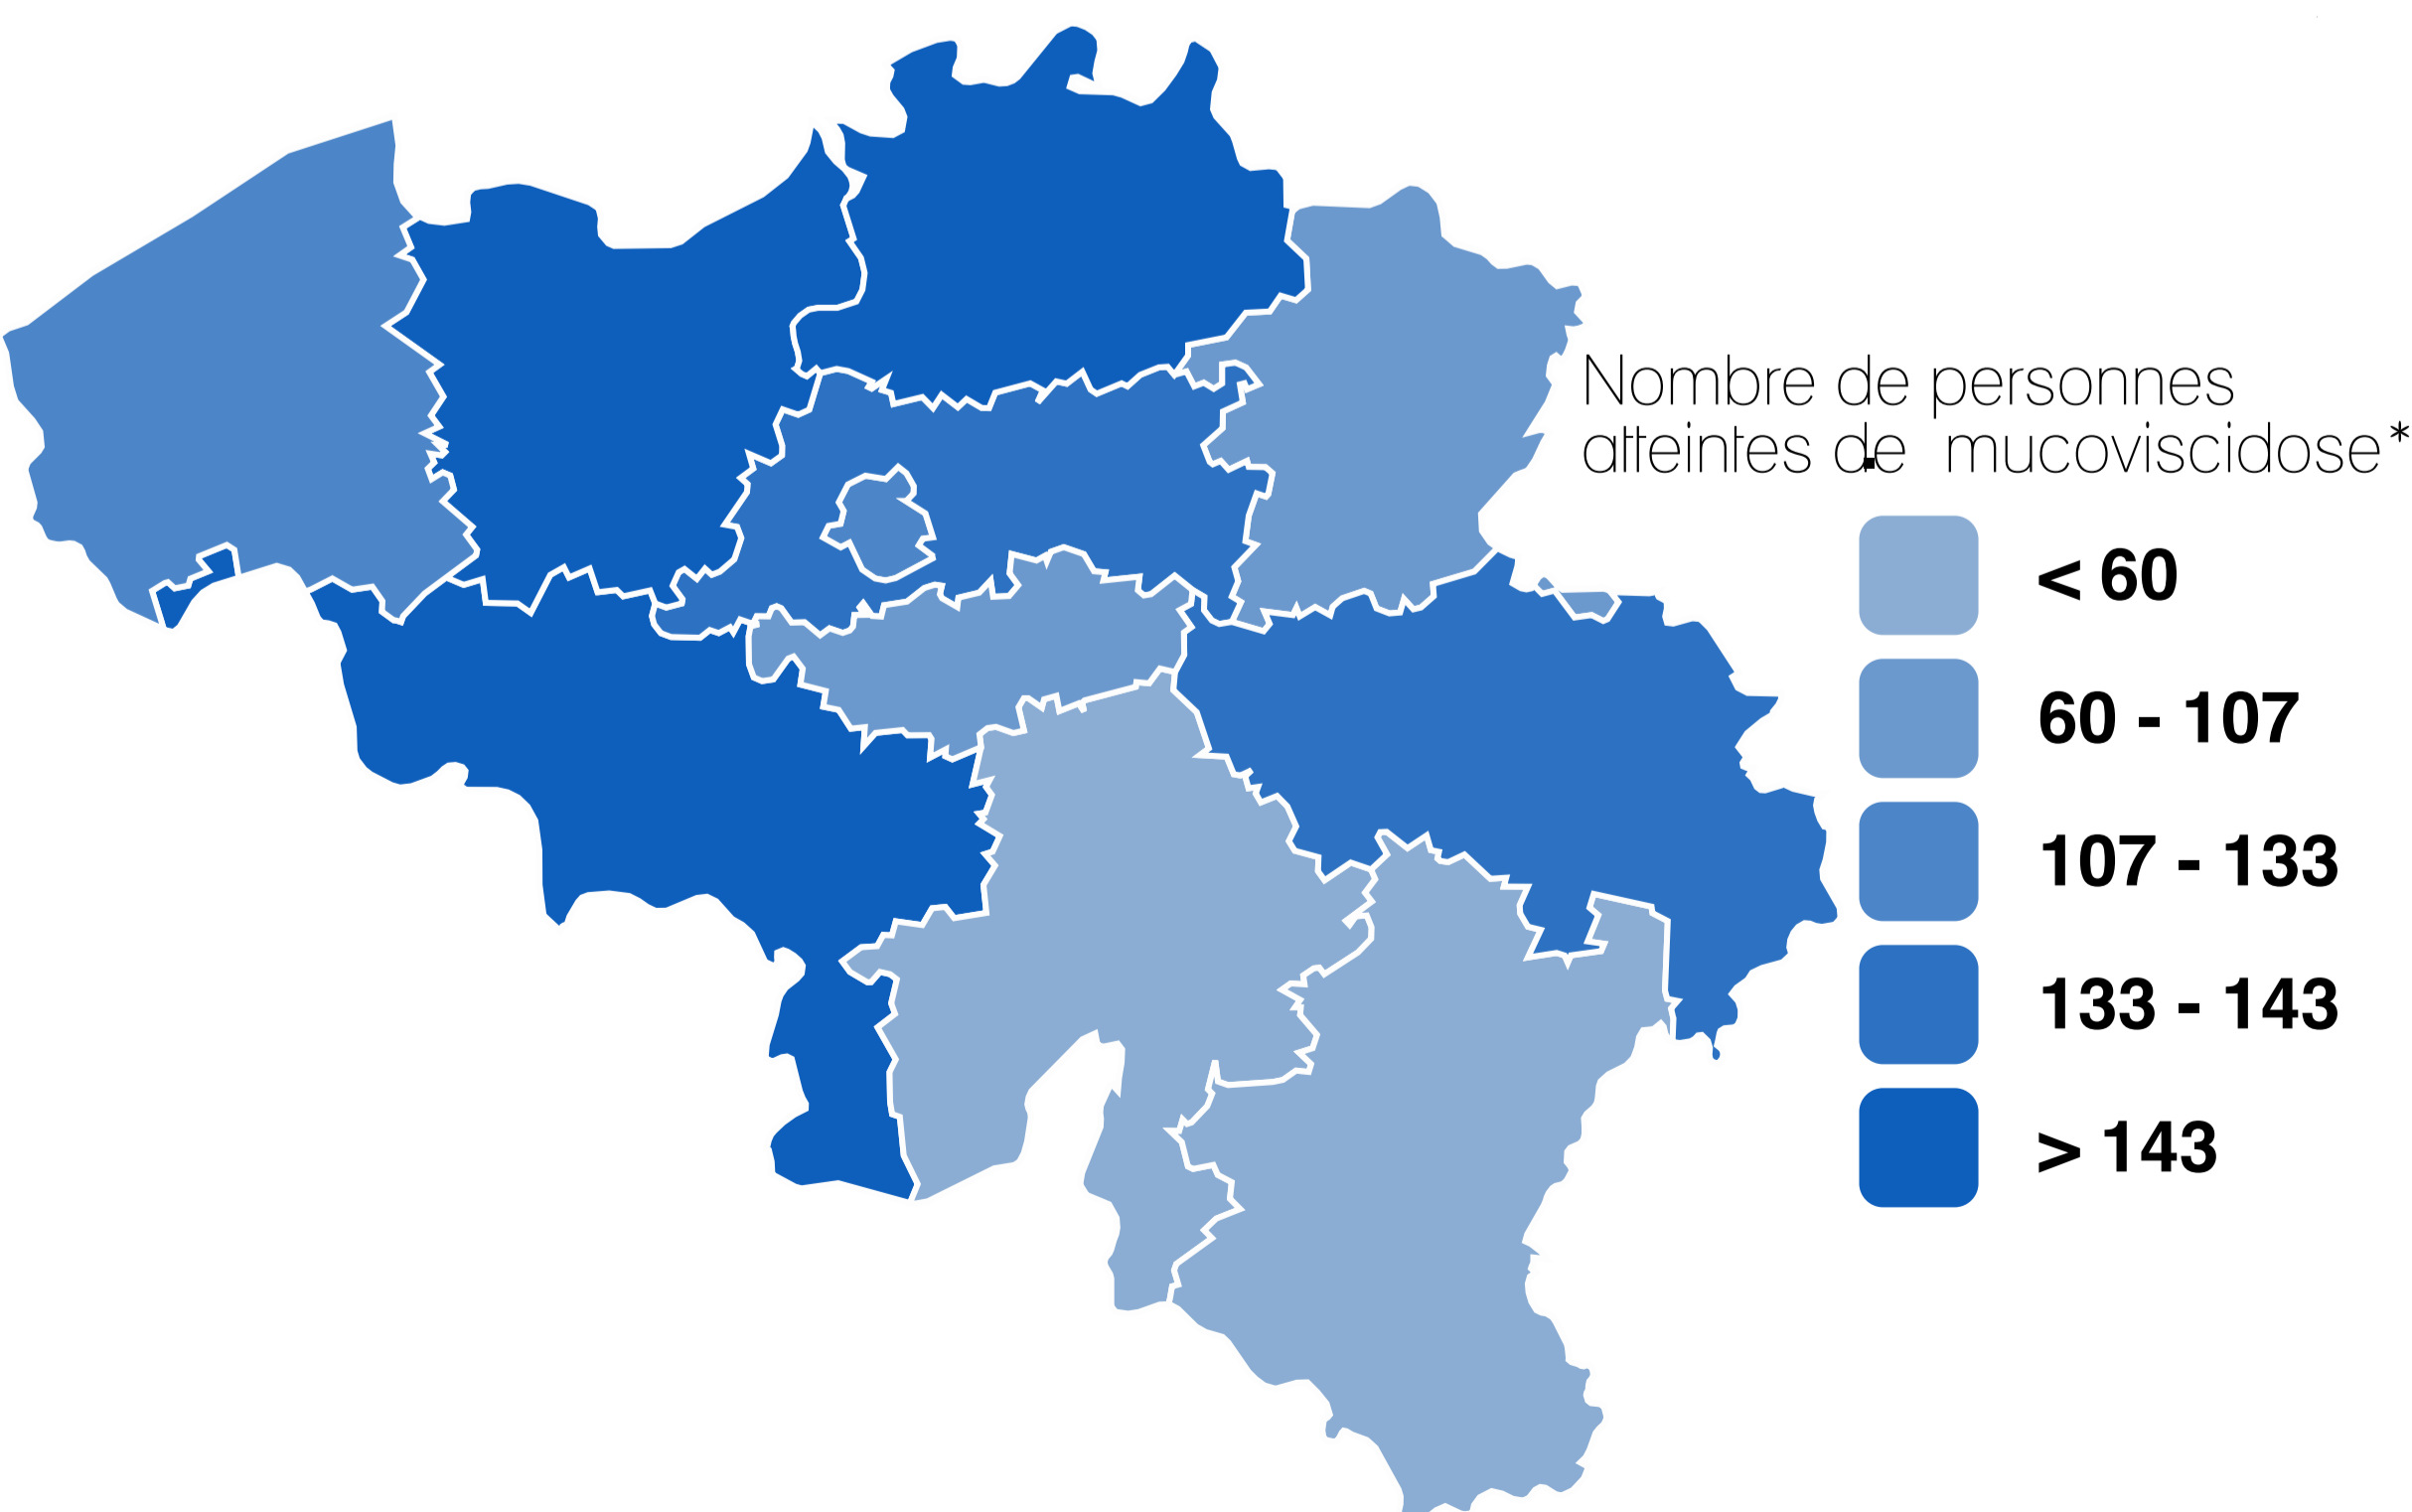 Nombre de personnes
atteintes de mucoviscidose*
< 60
60 - 107
107 - 133
133 - 143
> 143